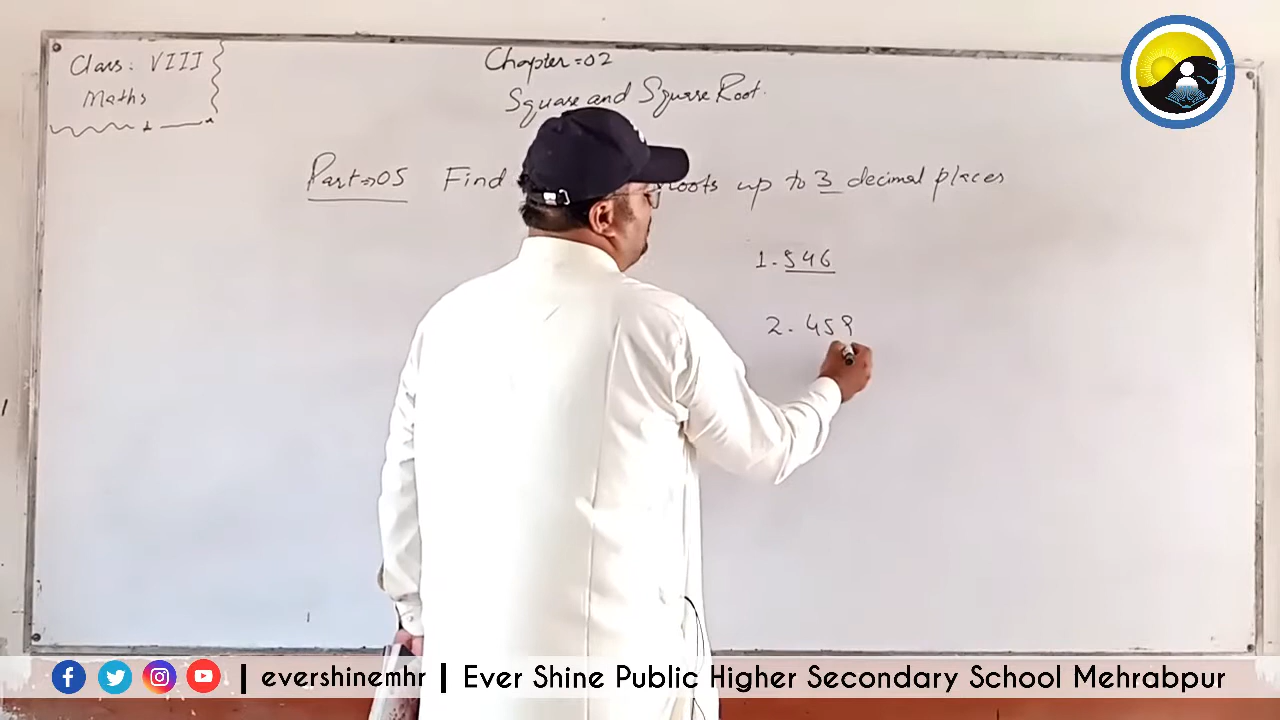 Class: VIII
Maths
Chapter=02
Square and Square Root.
Part⇒05 Find roots up to 3 decimal places
1. 546
2. 459
evershinemhr | Ever Shine Public Higher Secondary School Mehrabpur